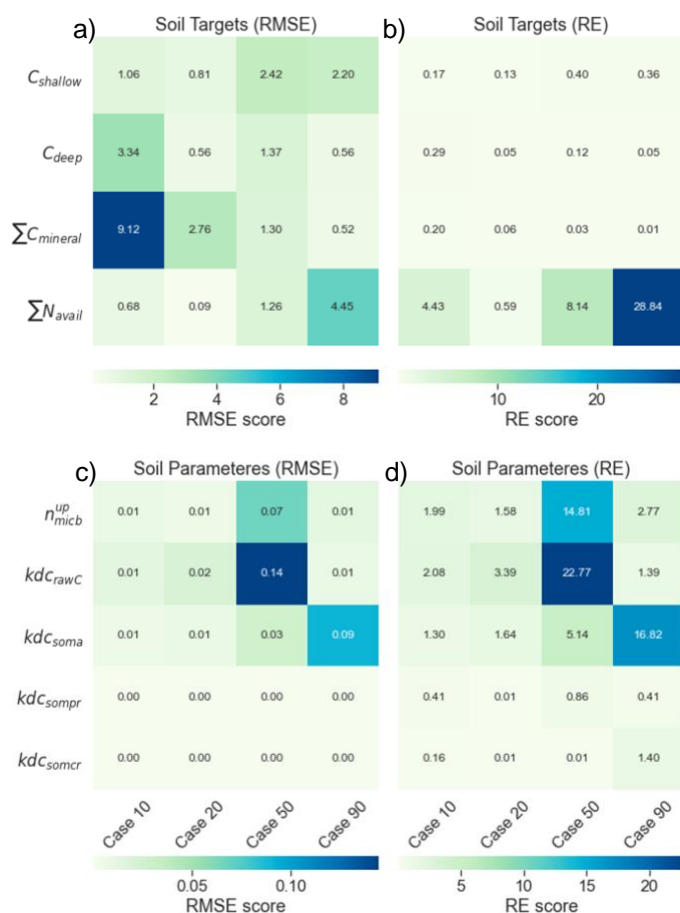 a) Soil Targets (RMSE) b) Soil Targets (RE)
C_shallow 1.06 0.81 2.42 2.20 0.17 0.13 0.40 0.36
C_deep 3.34 0.56 1.37 0.56 0.29 0.05 0.12 0.05
∑C_mineral 9.12 2.76 1.30 0.52 0.20 0.06 0.03 0.01
∑N_avail 0.68 0.09 1.26 4.45 4.43 0.59 8.14 28.84
2 4 6 8 10 20
RMSE score RE score
c) Soil Parameteres (RMSE) d) Soil Parameteres (RE)
n^up_micb 0.01 0.01 0.07 0.01 1.99 1.58 14.81 2.77
kdc_rawC 0.01 0.02 0.14 0.01 2.08 3.39 22.77 1.39
kdc_soma 0.01 0.01 0.03 0.09 1.30 1.64 5.14 16.82
kdc_sompr 0.00 0.00 0.00 0.00 0.41 0.01 0.86 0.41
kdc_somcr 0.00 0.00 0.00 0.00 0.16 0.01 0.01 1.40
Case 10 Case 20 Case 50 Case 90 Case 10 Case 20 Case 50 Case 90
0.05 0.10 5 10 15 20
RMSE score RE score